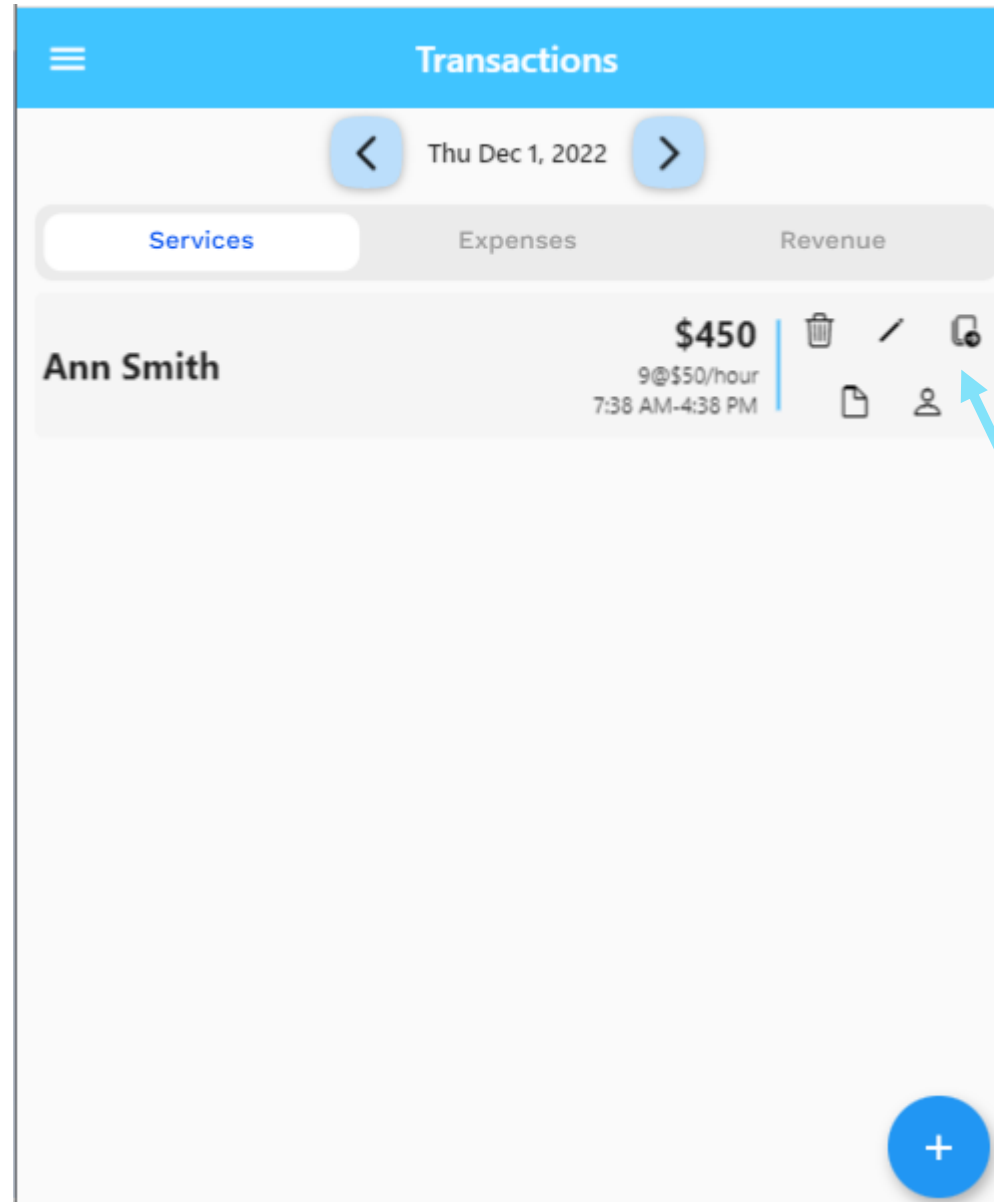 Transactions
Thu Dec 1, 2022
Services Expenses Revenue
Ann Smith
$450
9@$50/hour
7:38 AM-4:38 PM